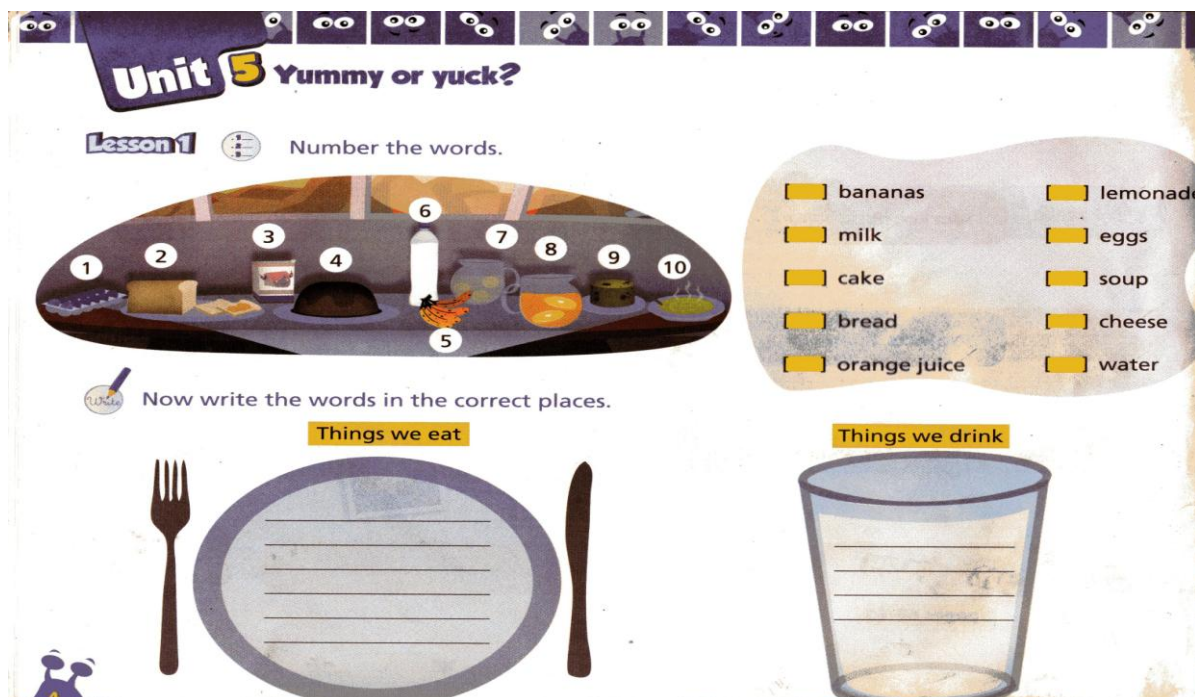 Unit 5 Yummy or yuck?
Lesson 1 Number the words.
1
2
3
4
5
6
7
8
9
10
[ ] bananas
[ ] milk
[ ] cake
[ ] bread
[ ] orange juice
[ ] lemonade
[ ] eggs
[ ] soup
[ ] cheese
[ ] water
Write
Now write the words in the correct places.
Things we eat
Things we drink